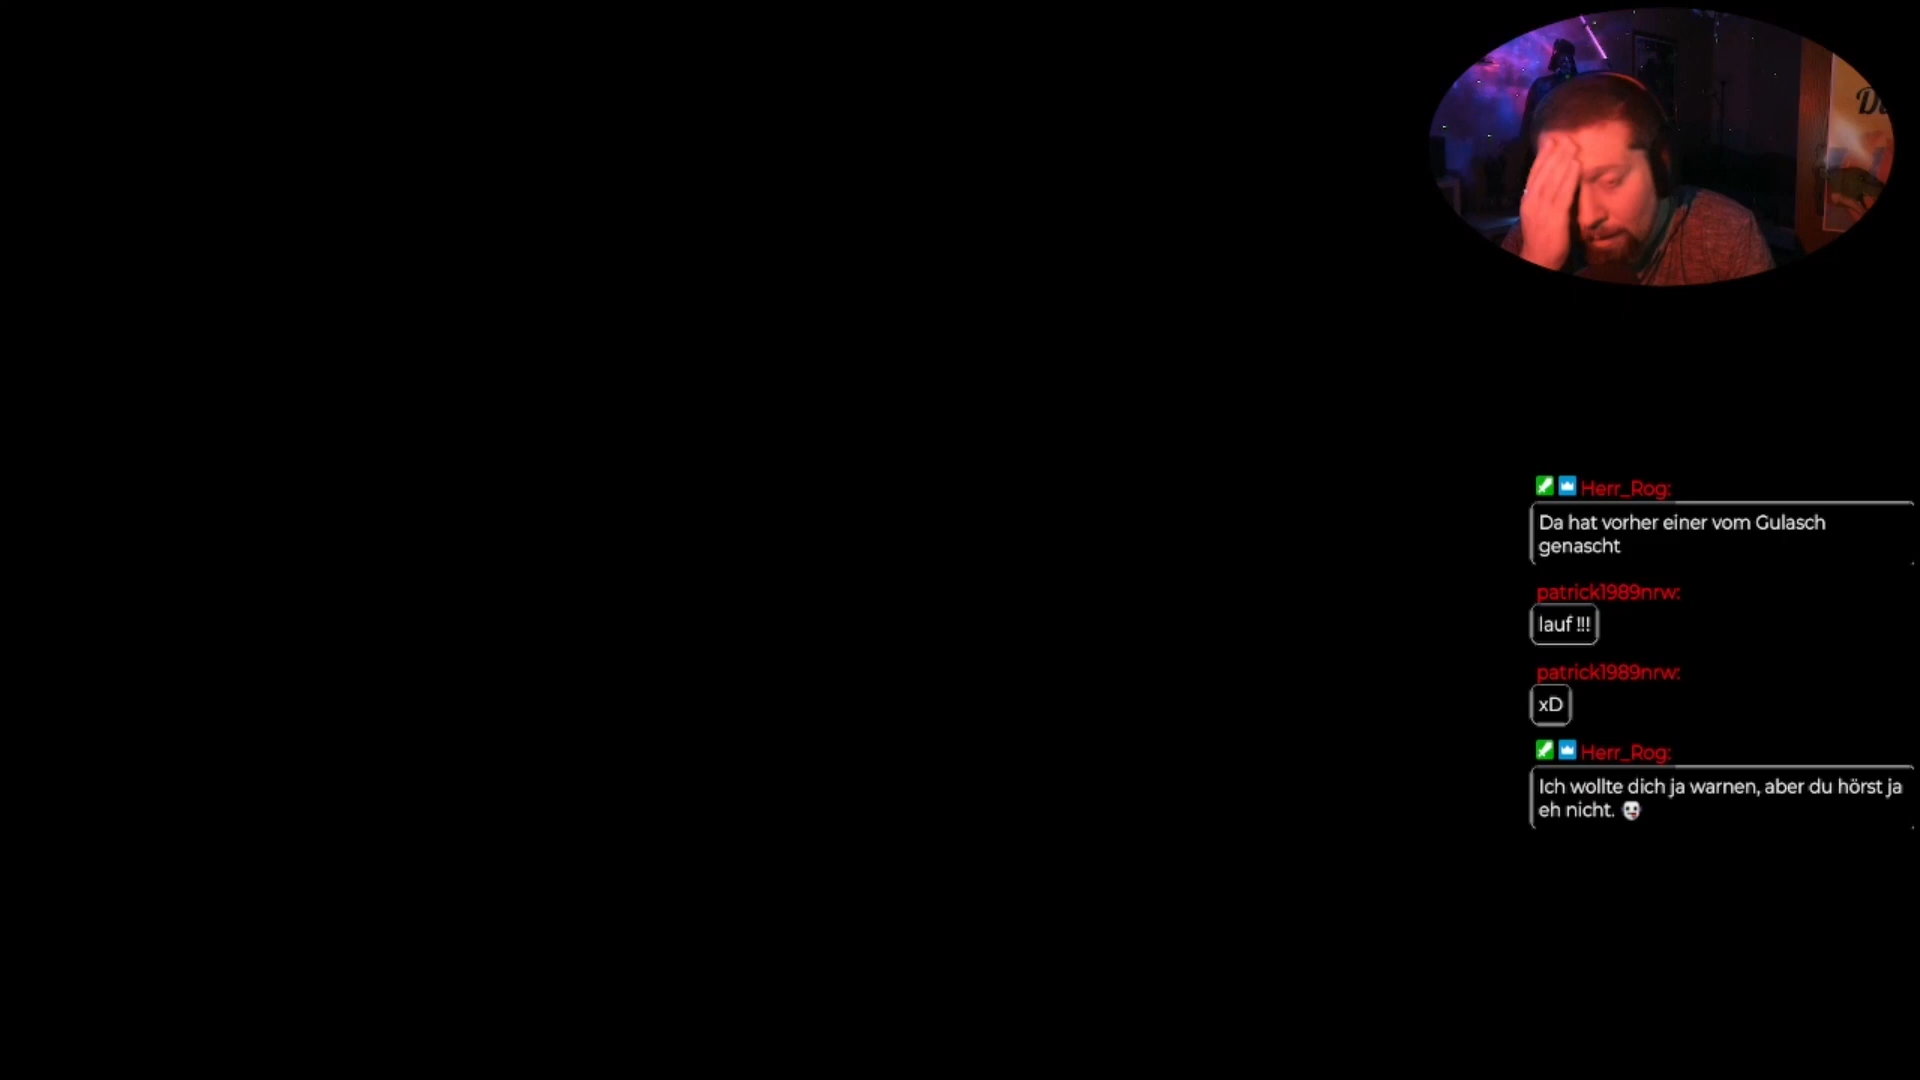 Herr_Rog:
Da hat vorher einer vom Gulasch
genascht
patrick1989nrw:
lauf !!!
patrick1989nrw:
xD
Herr_Rog:
Ich wollte dich ja warnen, aber du hörst ja
eh nicht.